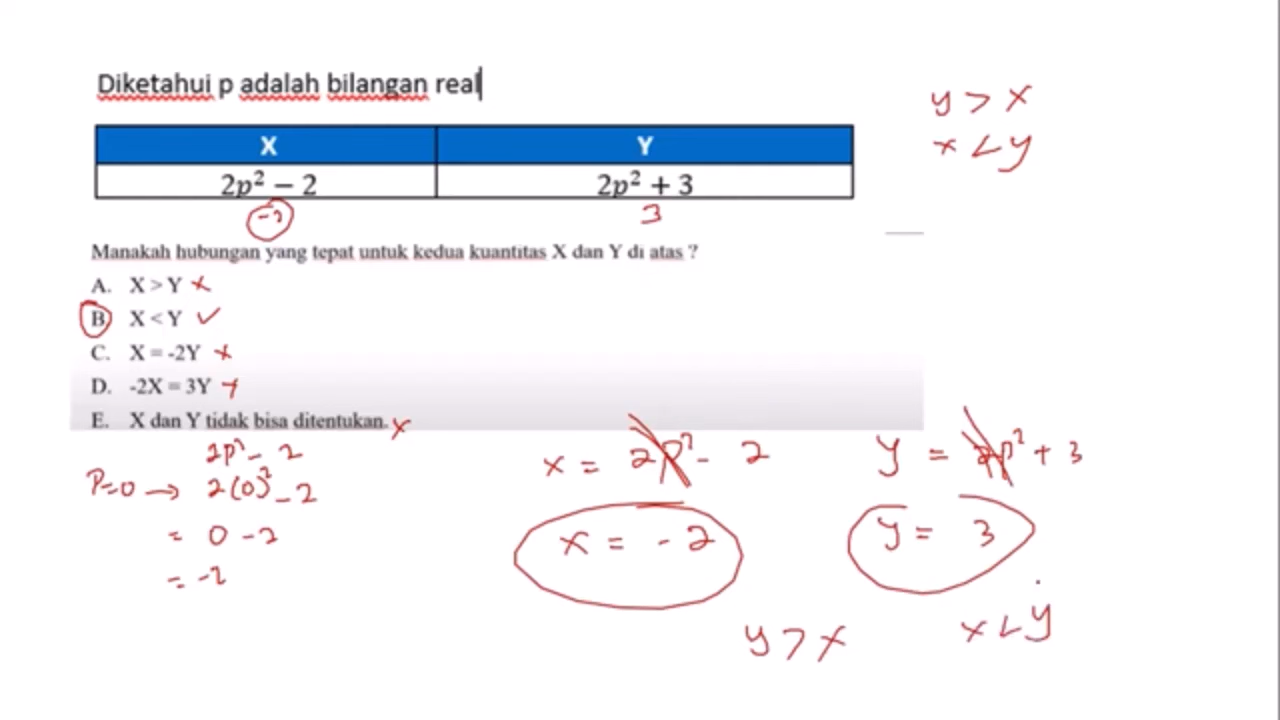 Diketahui p adalah bilangan real
y > x
x < y
X Y
2p² − 2 2p² + 3
-2 3
Manakah hubungan yang tepat untuk kedua kuantitas X dan Y di atas ?
A. X > Y x
B. X < Y ✓
C. X = -2Y x
D. -2X = 3Y x
E. X dan Y tidak bisa ditentukan. x
2p² - 2
P=0 → 2(0)² - 2
= 0 - 2
= -2
x = 2p² - 2
x = -2
y = 2p² + 3
y = 3
y > x
x < y